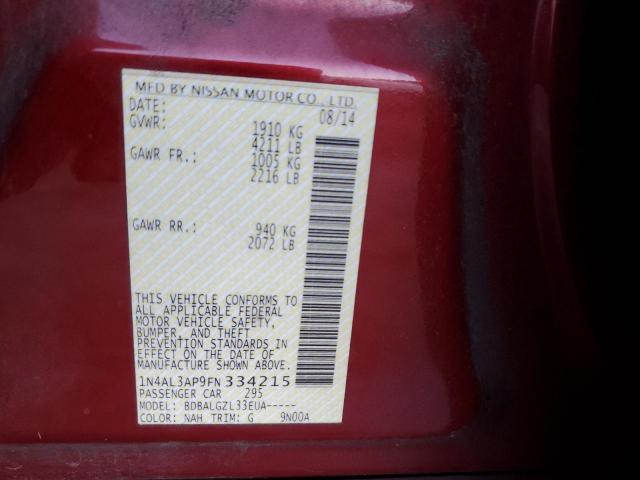 MFD BY NISSAN MOTOR CO., LTD.
DATE: 08/14
GVWR: 1910 KG
4211 LB
GAWR FR.: 1005 KG
2216 LB
GAWR RR.: 940 KG
2072 LB
THIS VEHICLE CONFORMS TO
ALL APPLICABLE FEDERAL
MOTOR VEHICLE SAFETY,
BUMPER, AND THEFT
PREVENTION STANDARDS IN
EFFECT ON THE DATE OF
MANUFACTURE SHOWN ABOVE.
1N4AL3AP9FN334215
PASSENGER CAR 295
MODEL: BDBALGZL33EUA-----
COLOR: NAH TRIM: G 9N00A